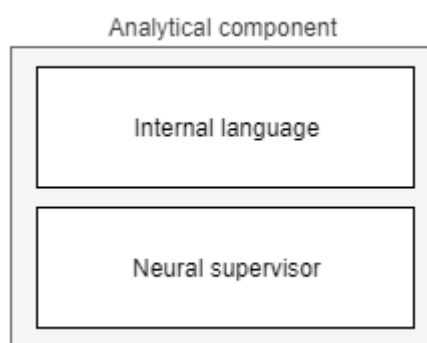 Analytical component
Internal language
Neural supervisor